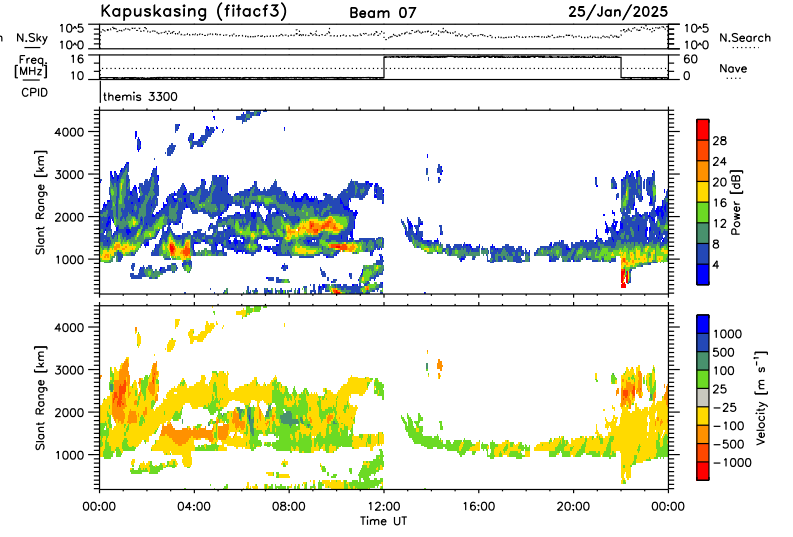 Kapuskasing (fitacf3) Beam 07 25/Jan/2025
N.Sky 10^5 10^5 N.Search
10^0 10^0
Freq. 16 60
[MHz] 10 0 Nave
CPID themis 3300
4000
3000
2000
1000
Slant Range [km]
28
24
20
16
12
8
4
Power [dB]
4000
3000
2000
1000
Slant Range [km]
1000
500
100
25
-25
-100
-500
-1000
Velocity [m s⁻¹]
00:00 04:00 08:00 12:00 16:00 20:00 00:00
Time UT